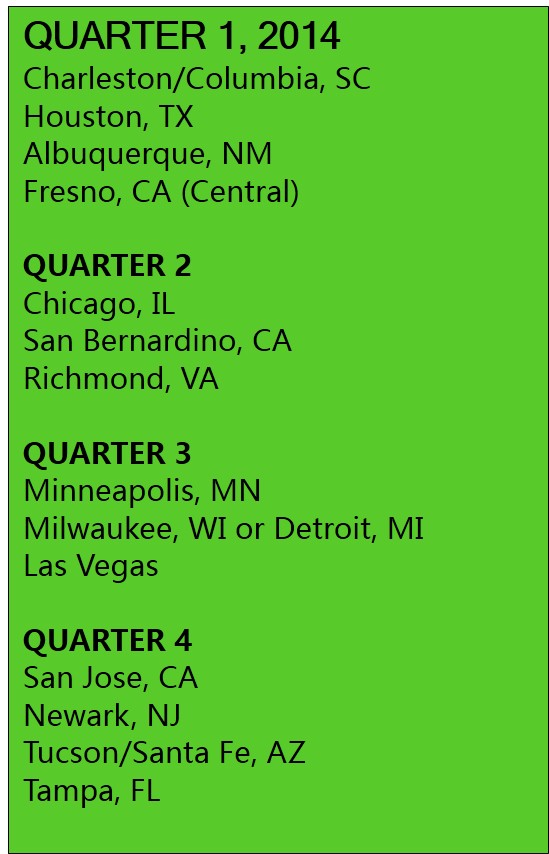 QUARTER 1, 2014
Charleston/Columbia, SC
Houston, TX
Albuquerque, NM
Fresno, CA (Central)
QUARTER 2
Chicago, IL
San Bernardino, CA
Richmond, VA
QUARTER 3
Minneapolis, MN
Milwaukee, WI or Detroit, MI
Las Vegas
QUARTER 4
San Jose, CA
Newark, NJ
Tucson/Santa Fe, AZ
Tampa, FL